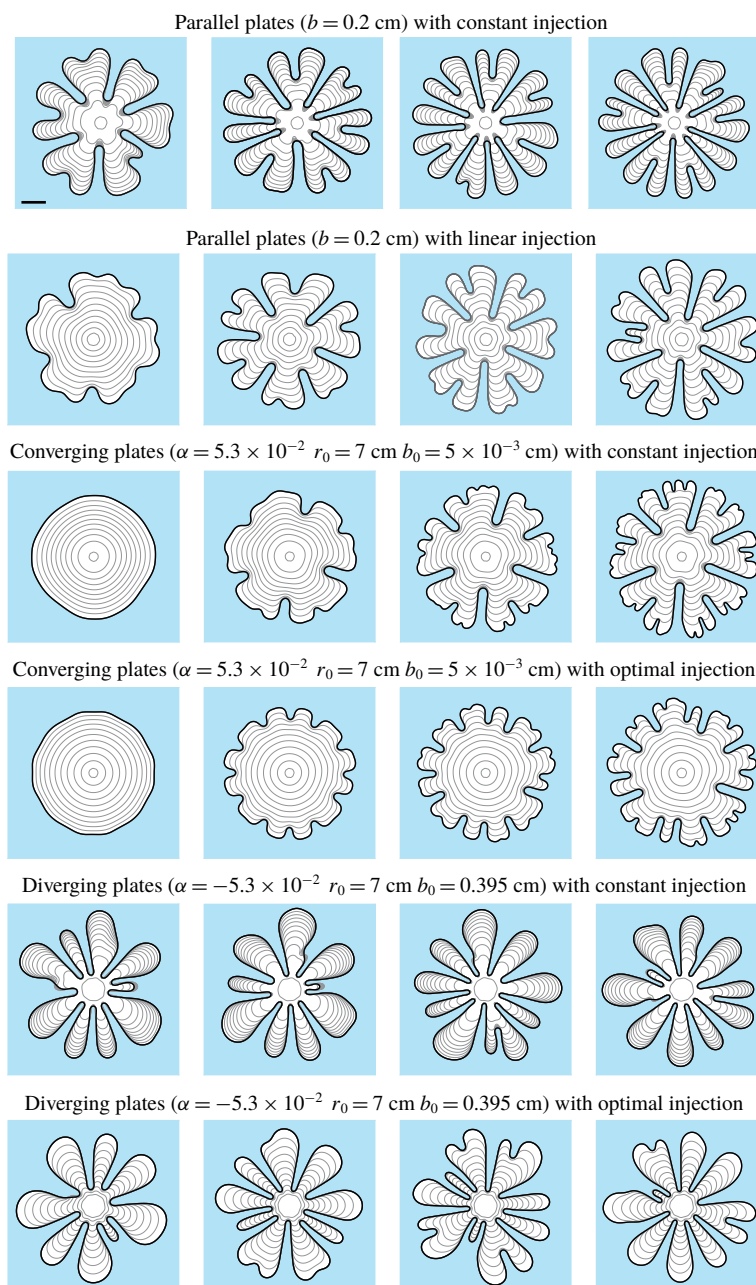 Parallel plates (b = 0.2 cm) with constant injection
Parallel plates (b = 0.2 cm) with linear injection
Converging plates (α = 5.3 × 10⁻² r₀ = 7 cm b₀ = 5 × 10⁻³ cm) with constant injection
Converging plates (α = 5.3 × 10⁻² r₀ = 7 cm b₀ = 5 × 10⁻³ cm) with optimal injection
Diverging plates (α = −5.3 × 10⁻² r₀ = 7 cm b₀ = 0.395 cm) with constant injection
Diverging plates (α = −5.3 × 10⁻² r₀ = 7 cm b₀ = 0.395 cm) with optimal injection